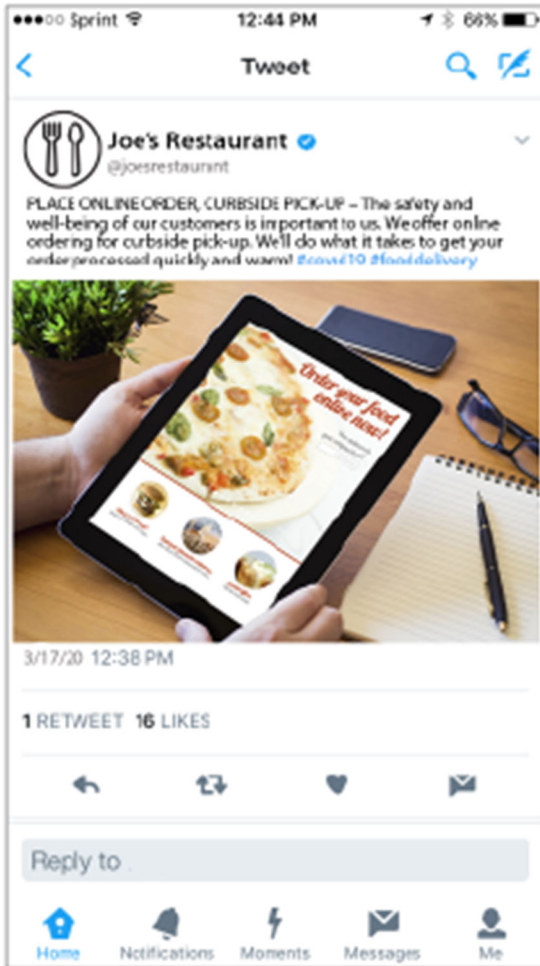 Sprint 12:44 PM 66%
Tweet
Joe's Restaurant
@joesrestaurint
PLACE ONLINE ORDER, CURBSIDE PICK-UP – The safety and
well-being of our customers is important to us. We offer online
ordering for curbside pick-up. We'll do what it takes to get your
order processed quickly and warm! #covid19 #fooddelivery
Order your food
online now!
3/17/20 12:38 PM
1 RETWEET 16 LIKES
Reply to
Home Notifications Moments Messages Me